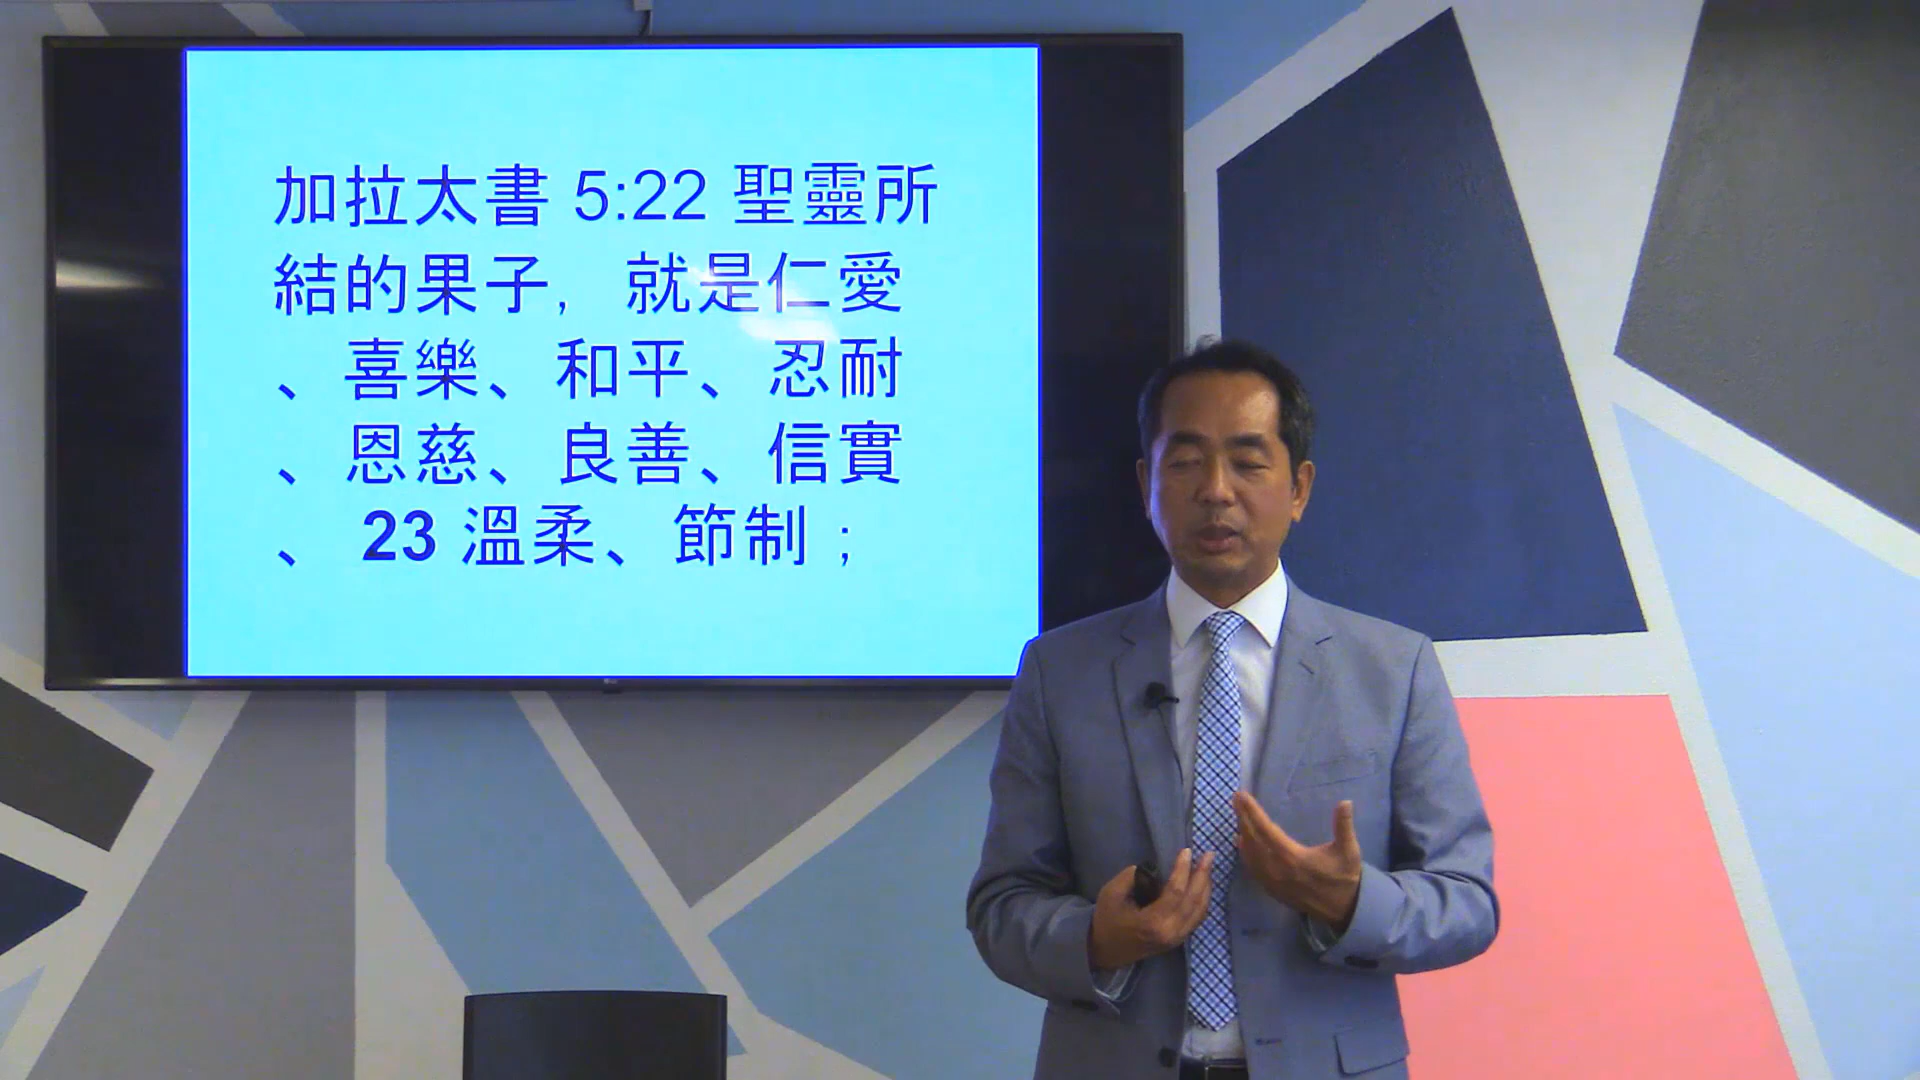 加拉太書 5:22 聖靈所
結的果子, 就是仁愛
、喜樂、和平、忍耐
、恩慈、良善、信實
、 23 溫柔、節制；